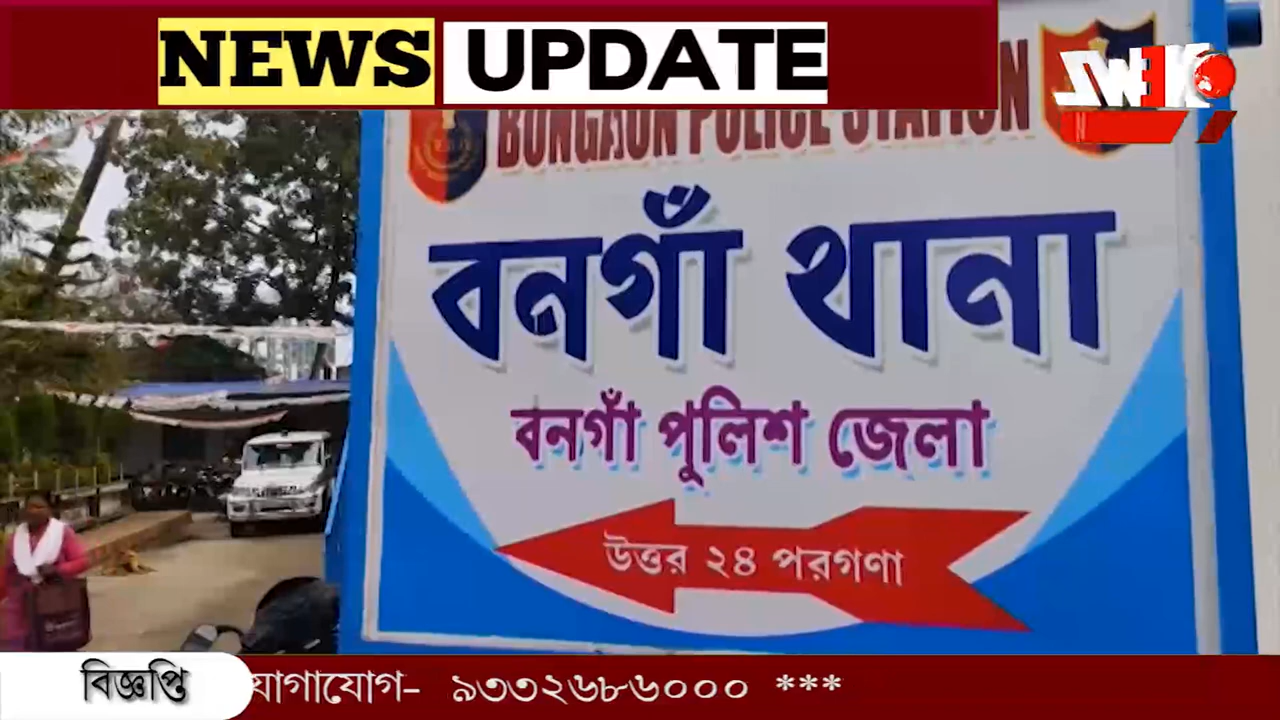 NEWS UPDATE
BONGAON POLICE STATION
বনগাঁ থানা
বনগাঁ পুলিশ জেলা
উত্তর ২৪ পরগণা
বিজ্ঞপ্তি
যাগাযোগ- ৯৩৩২৬৮৬০০০ ***